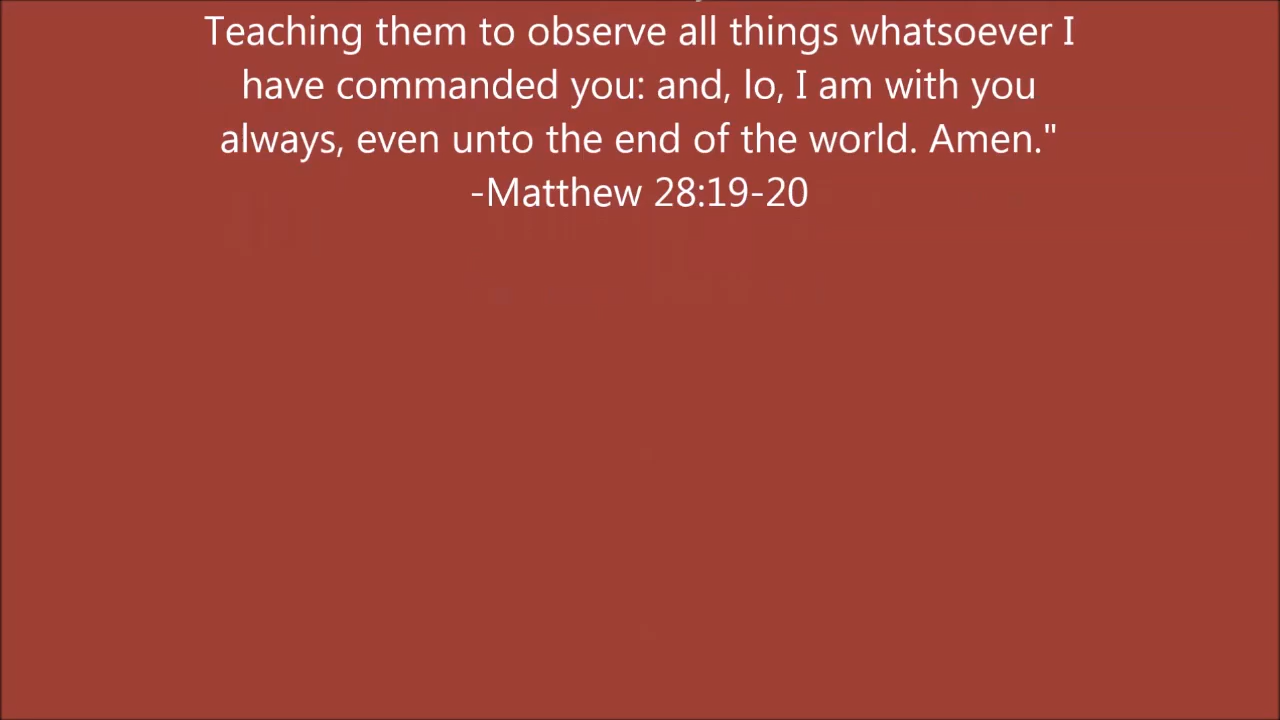 Teaching them to observe all things whatsoever I
have commanded you: and, lo, I am with you
always, even unto the end of the world. Amen."
-Matthew 28:19-20